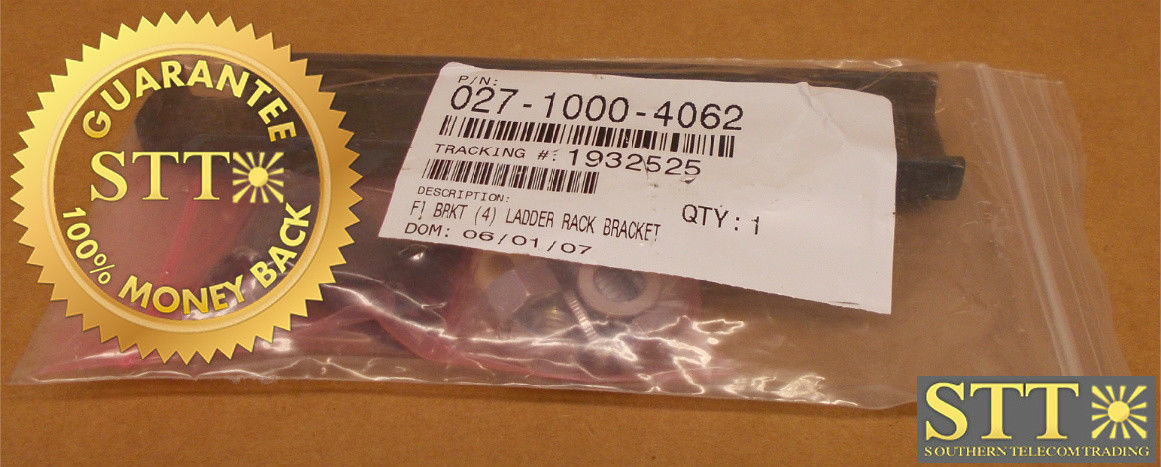 GUARANTEE
STT
100% MONEY BACK
P/N:
027-1000-4062
TRACKING #: 1932525
DESCRIPTION:
FJ BRKT (4) LADDER RACK BRACKET
QTY: 1
DOM: 06/01/07
STT
SOUTHERN TELECOM TRADING